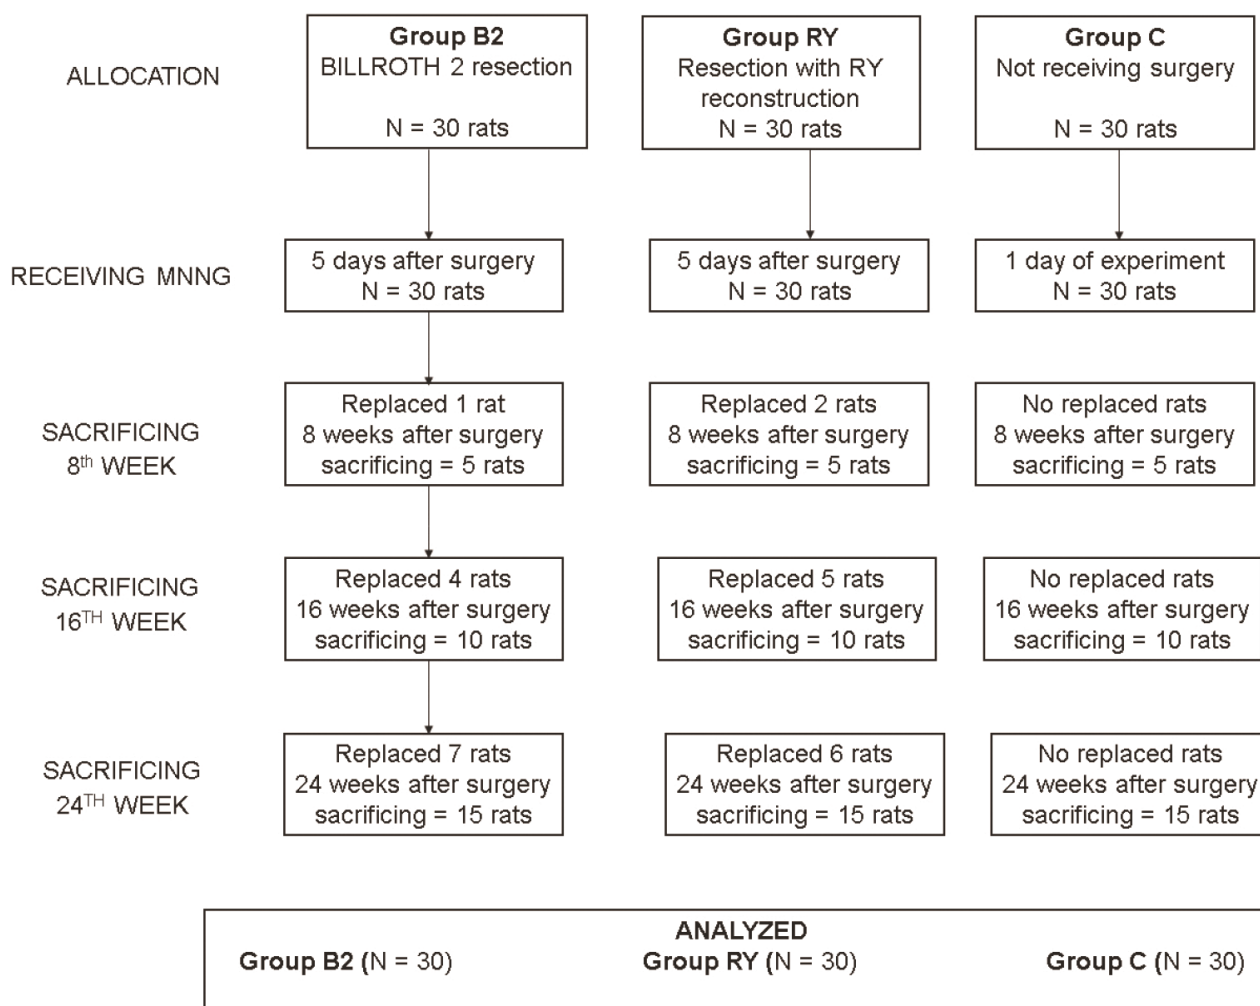 ALLOCATION
Group B2
BILLROTH 2 resection
N = 30 rats
Group RY
Resection with RY
reconstruction
N = 30 rats
Group C
Not receiving surgery
N = 30 rats
RECEIVING MNNG
5 days after surgery
N = 30 rats
5 days after surgery
N = 30 rats
1 day of experiment
N = 30 rats
SACRIFICING
8th WEEK
Replaced 1 rat
8 weeks after surgery
sacrificing = 5 rats
Replaced 2 rats
8 weeks after surgery
sacrificing = 5 rats
No replaced rats
8 weeks after surgery
sacrificing = 5 rats
SACRIFICING
16TH WEEK
Replaced 4 rats
16 weeks after surgery
sacrificing = 10 rats
Replaced 5 rats
16 weeks after surgery
sacrificing = 10 rats
No replaced rats
16 weeks after surgery
sacrificing = 10 rats
SACRIFICING
24TH WEEK
Replaced 7 rats
24 weeks after surgery
sacrificing = 15 rats
Replaced 6 rats
24 weeks after surgery
sacrificing = 15 rats
No replaced rats
24 weeks after surgery
sacrificing = 15 rats
ANALYZED
Group B2 (N = 30)
Group RY (N = 30)
Group C (N = 30)